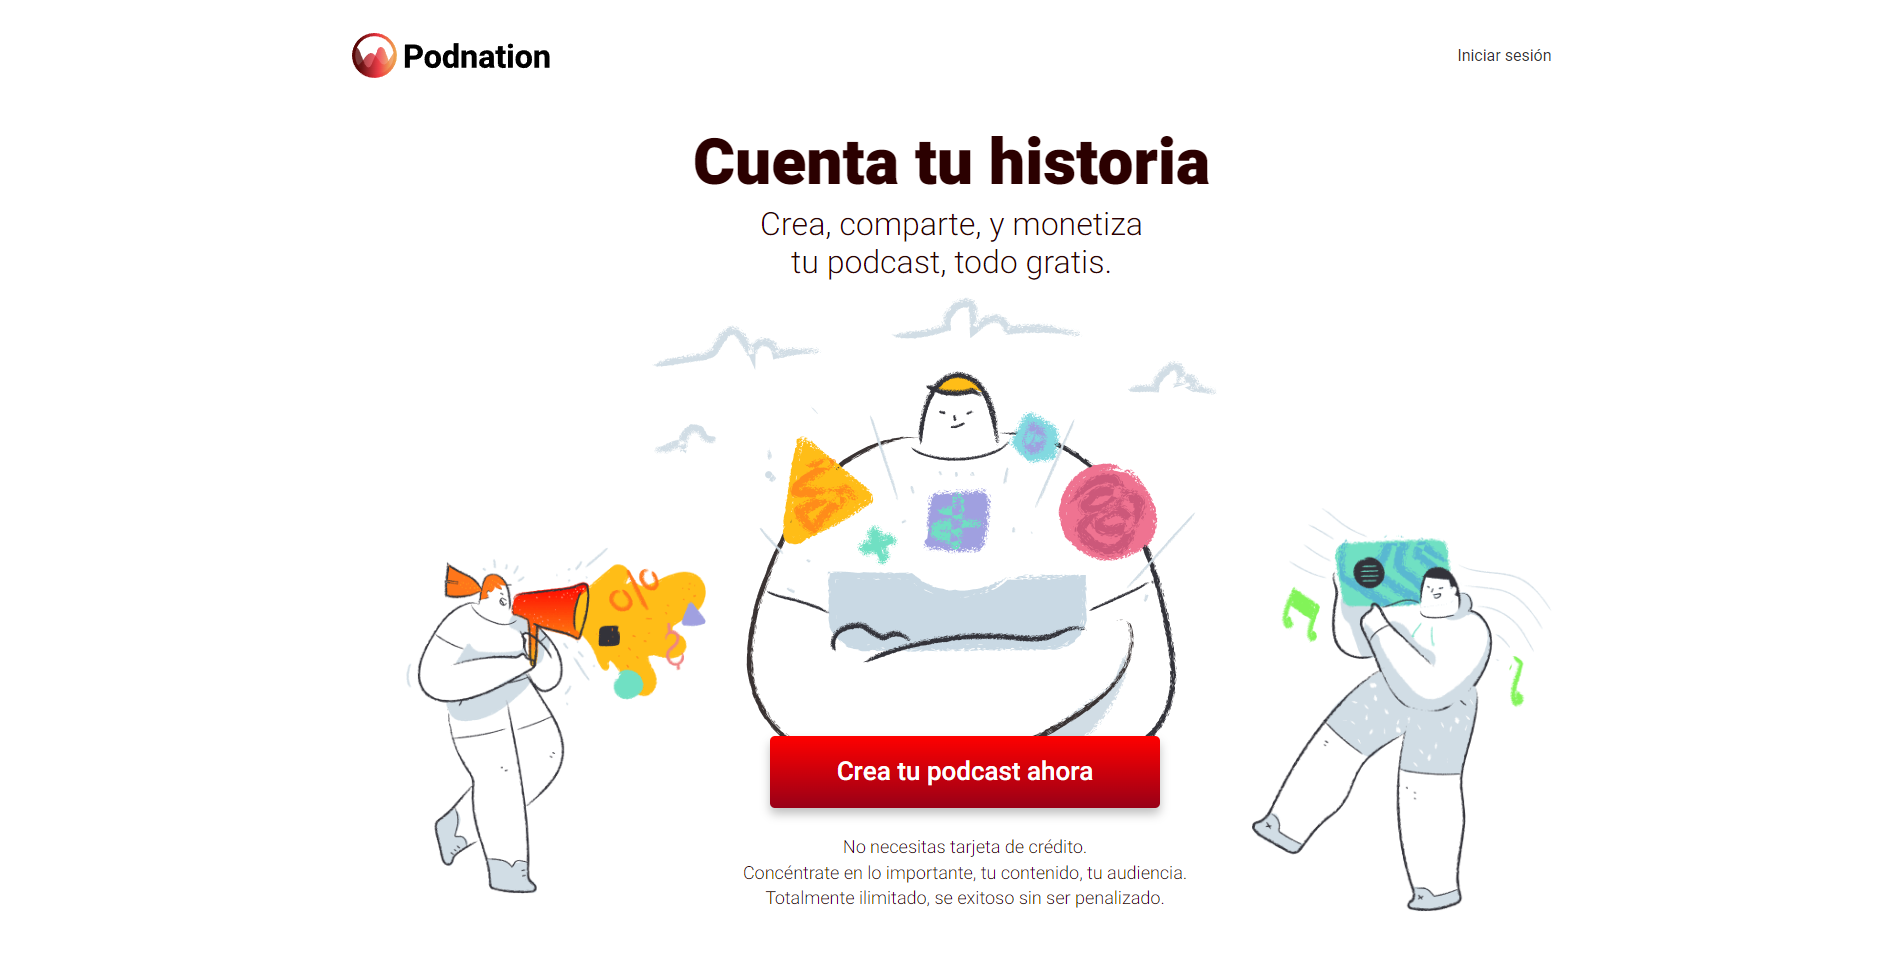 Podnation
Iniciar sesión
Cuenta tu historia
Crea, comparte, y monetiza
tu podcast, todo gratis.
Crea tu podcast ahora
No necesitas tarjeta de crédito.
Concéntrate en lo importante, tu contenido, tu audiencia.
Totalmente ilimitado, se exitoso sin ser penalizado.